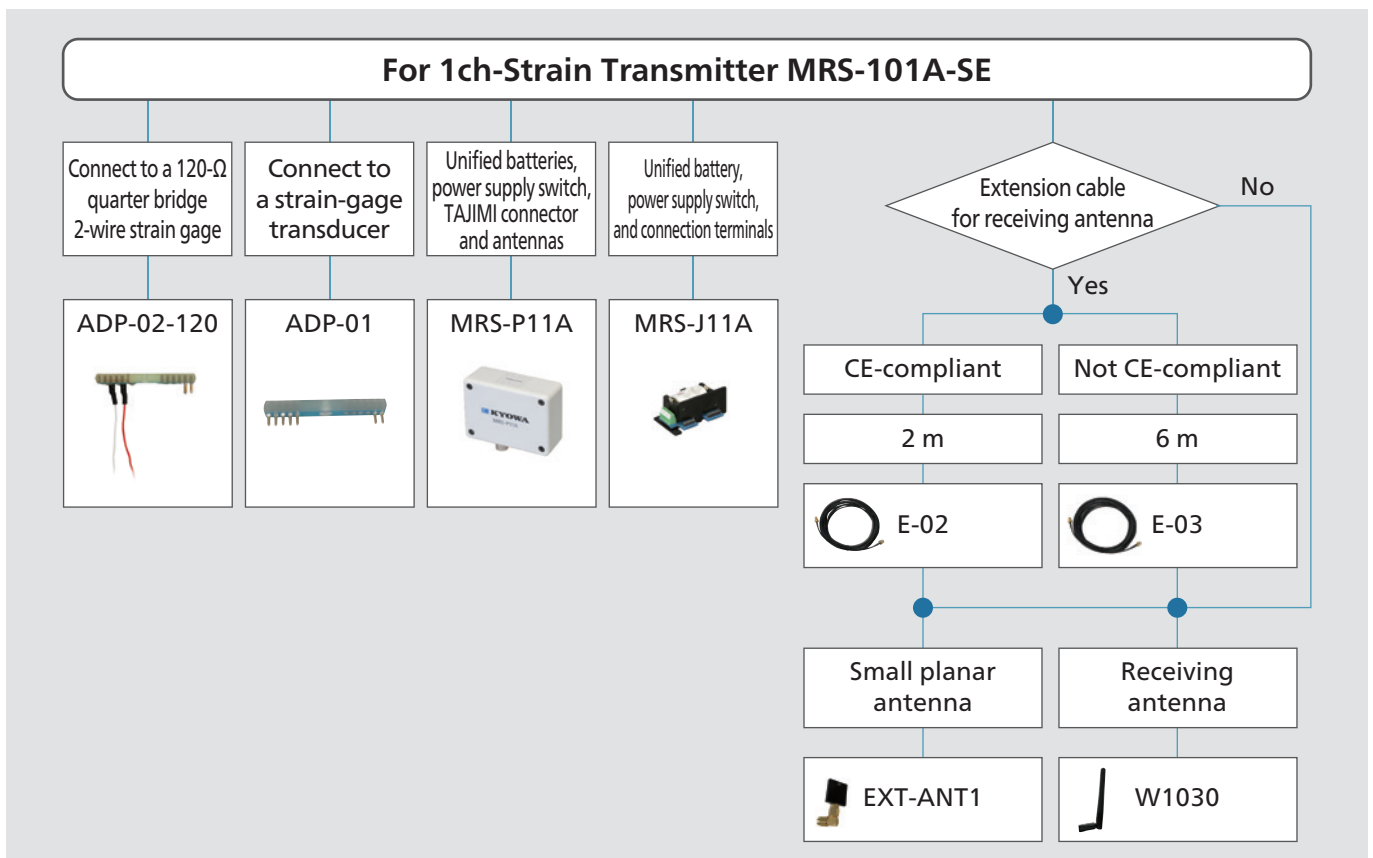 For 1ch-Strain Transmitter MRS-101A-SE
Connect to a 120-Ω
quarter bridge
2-wire strain gage
Connect to
a strain-gage
transducer
Unified batteries,
power supply switch,
TAJIMI connector
and antennas
Unified battery,
power supply switch,
and connection terminals
Extension cable
for receiving antenna
No
Yes
ADP-02-120
ADP-01
MRS-P11A
KYOWA
MRS-P11A
MRS-J11A
CE-compliant
Not CE-compliant
2 m
6 m
E-02
E-03
Small planar
antenna
Receiving
antenna
EXT-ANT1
W1030